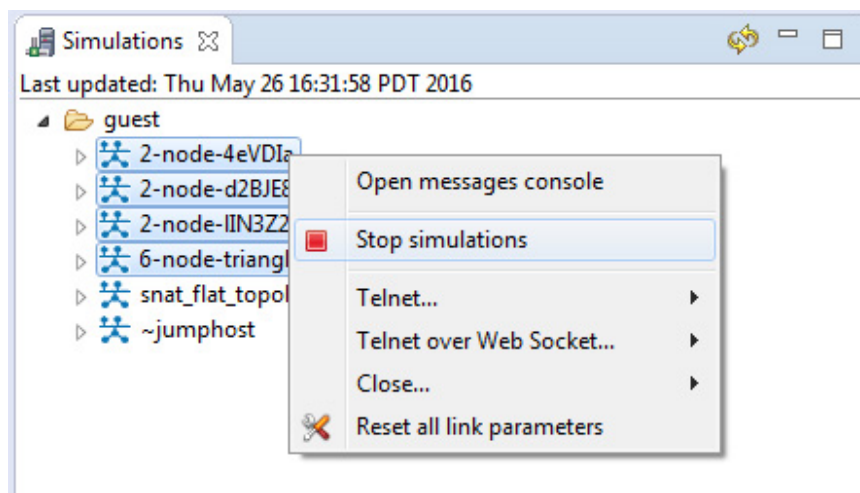 Simulations
Last updated: Thu May 26 16:31:58 PDT 2016
guest
2-node-4eVDIa
2-node-d2BJE8
2-node-lIN3Z2
6-node-triangl
snat_flat_topol
~jumphost
Open messages console
Stop simulations
Telnet...
Telnet over Web Socket...
Close...
Reset all link parameters